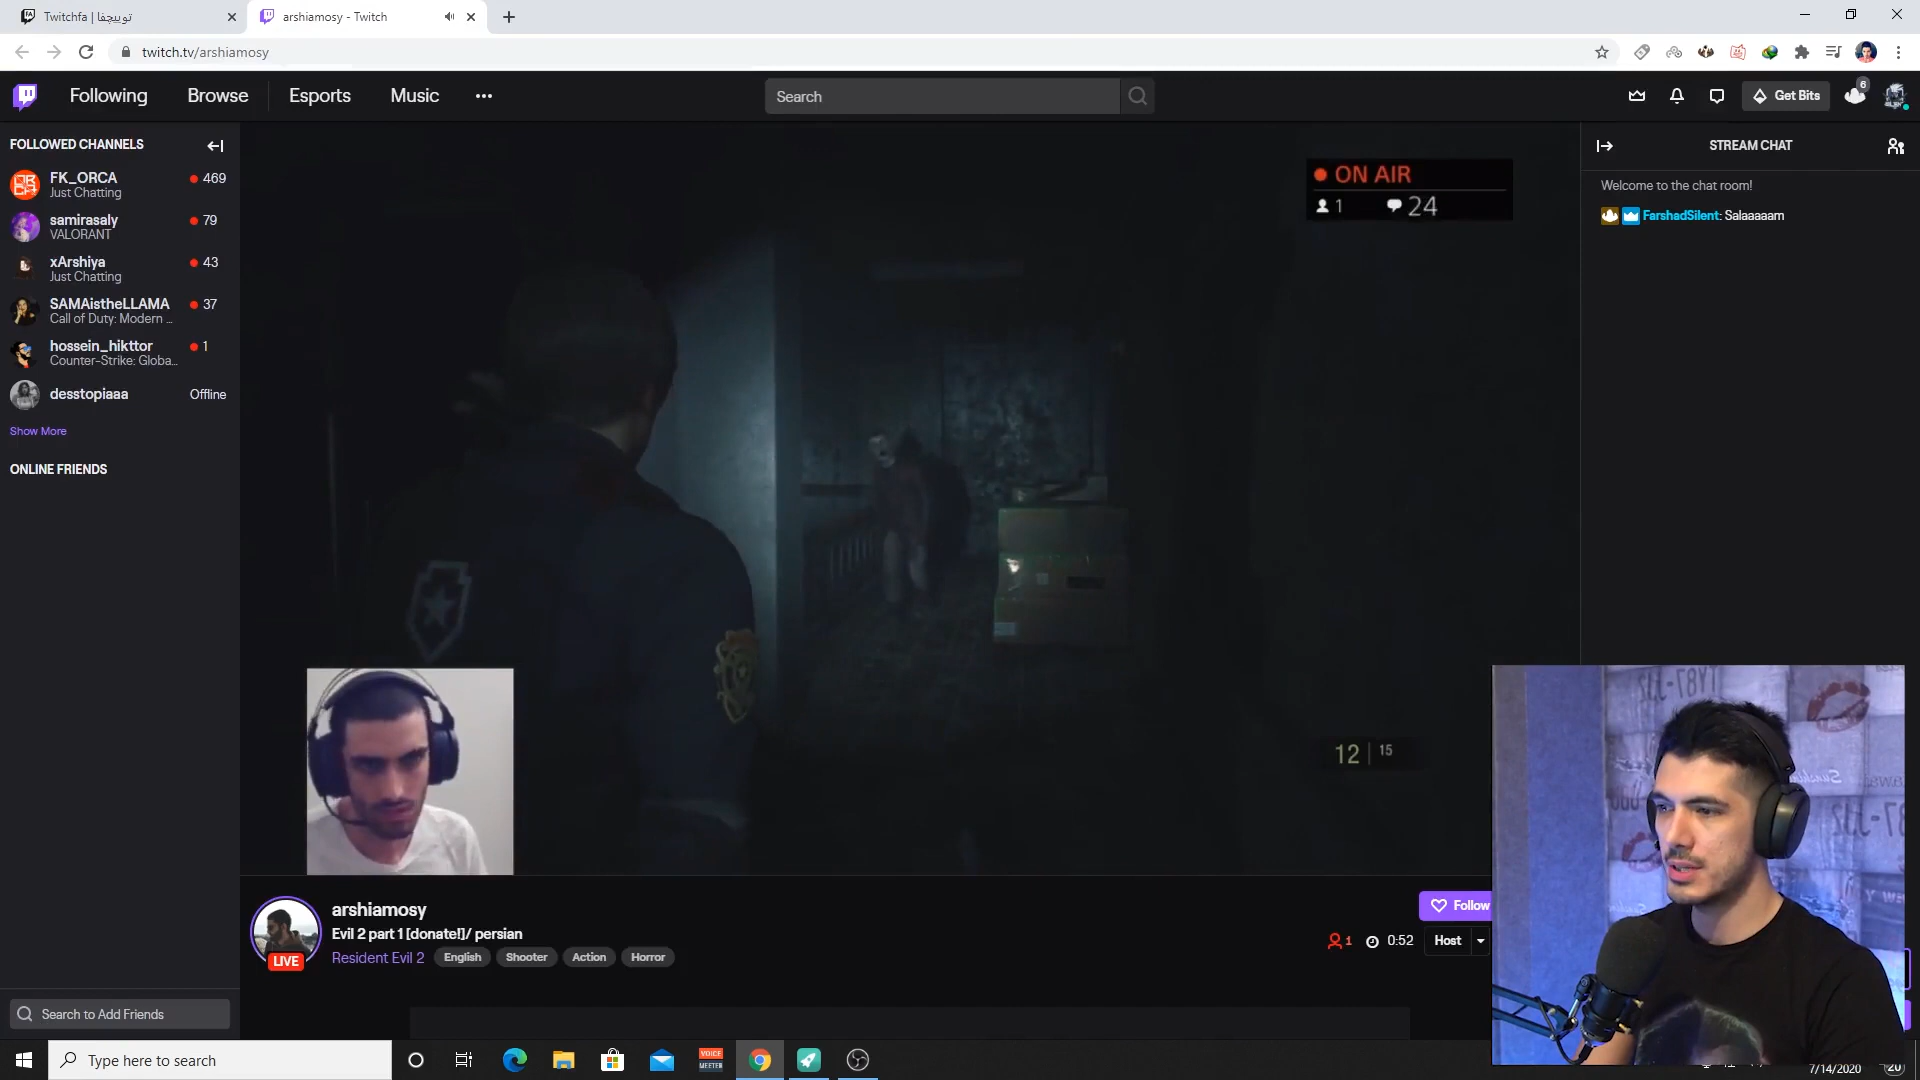 Twitchfa | توییچفا
arshiamosy - Twitch
twitch.tv/arshiamosy
Following
Browse
Esports
Music
Search
Get Bits
6
FOLLOWED CHANNELS
FK_ORCA
469
Just Chatting
samirasaly
79
VALORANT
xArshiya
43
Just Chatting
SAMAistheLLAMA
37
Call of Duty: Modern ...
hossein_hikttor
1
Counter-Strike: Globa...
desstopiaaa
Offline
Show More
ONLINE FRIENDS
Search to Add Friends
ON AIR
1
24
12 | 15
STREAM CHAT
Welcome to the chat room!
FarshadSilent: Salaaaaam
arshiamosy
Evil 2 part 1 [donate!]/ persian
LIVE
Resident Evil 2
English
Shooter
Action
Horror
Follow
1
0:52
Host
Type here to search
VOICE
MEETER
7/14/2020
20